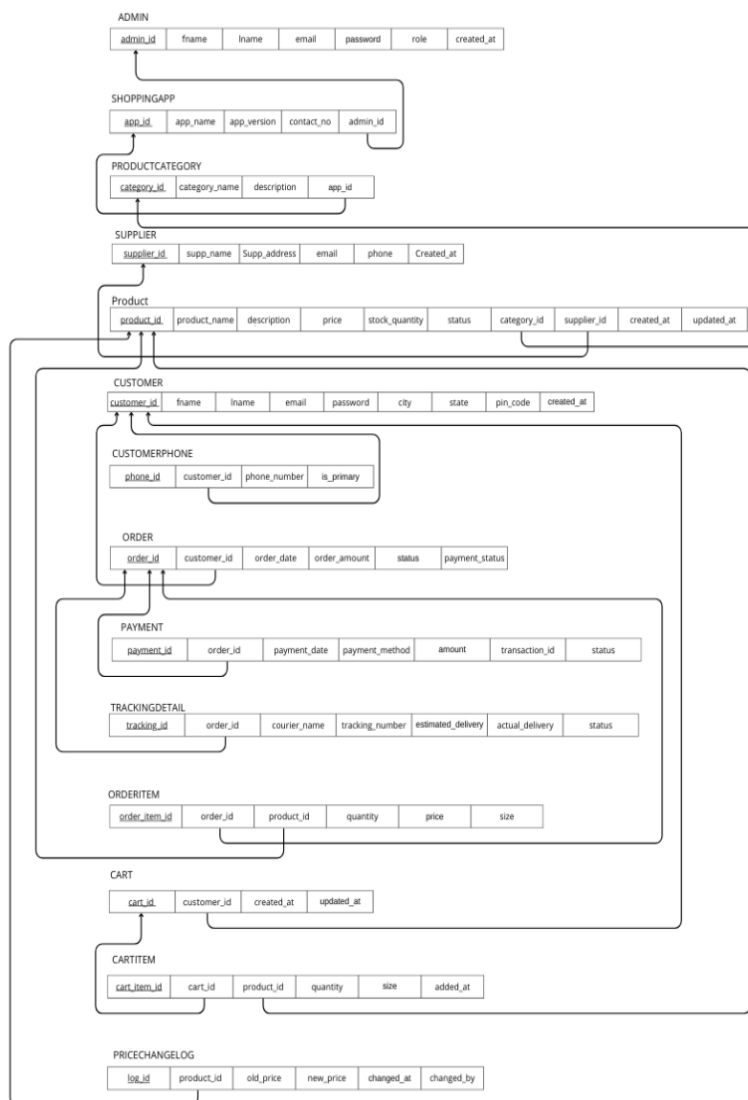 ADMIN
admin_id fname lname email password role created_at
SHOPPINGAPP
app_id app_name app_version contact_no admin_id
PRODUCTCATEGORY
category_id category_name description app_id
SUPPLIER
supplier_id supp_name Supp_address email phone Created_at
Product
product_id product_name description price stock_quantity status category_id supplier_id created_at updated_at
CUSTOMER
customer_id fname lname email password city state pin_code created_at
CUSTOMERPHONE
phone_id customer_id phone_number is_primary
ORDER
order_id customer_id order_date order_amount status payment_status
PAYMENT
payment_id order_id payment_date payment_method amount transaction_id status
TRACKINGDETAIL
tracking_id order_id courier_name tracking_number estimated_delivery actual_delivery status
ORDERITEM
order_item_id order_id product_id quantity price size
CART
cart_id customer_id created_at updated_at
CARTITEM
cart_item_id cart_id product_id quantity size added_at
PRICECHANGELOG
log_id product_id old_price new_price changed_at changed_by